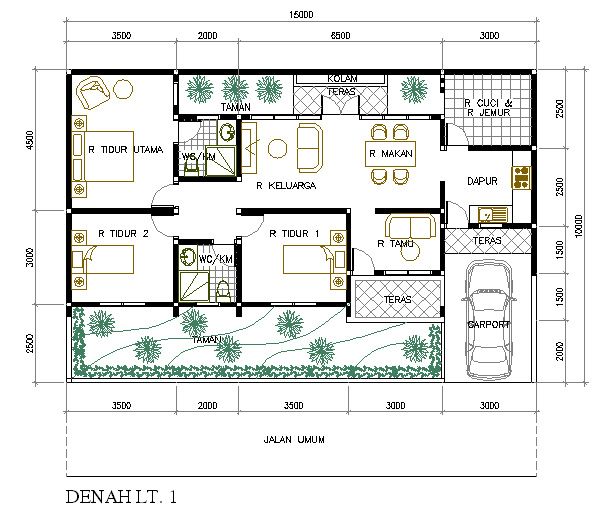 15000
3500
2000
6500
3000
KOLAM
TERAS
TAMAN
R CUCI &
R JEMUR
2500
4500
R TIDUR UTAMA
WC/KM
R MAKAN
R KELUARGA
DAPUR
2500
10000
R TIDUR 2
WC/KM
R TIDUR 1
R TAMU
TERAS
1500
3000
TERAS
1500
CARPORT
TAMAN
2500
2000
3500
2000
3500
3000
3000
JALAN UMUM
DENAH LT. 1